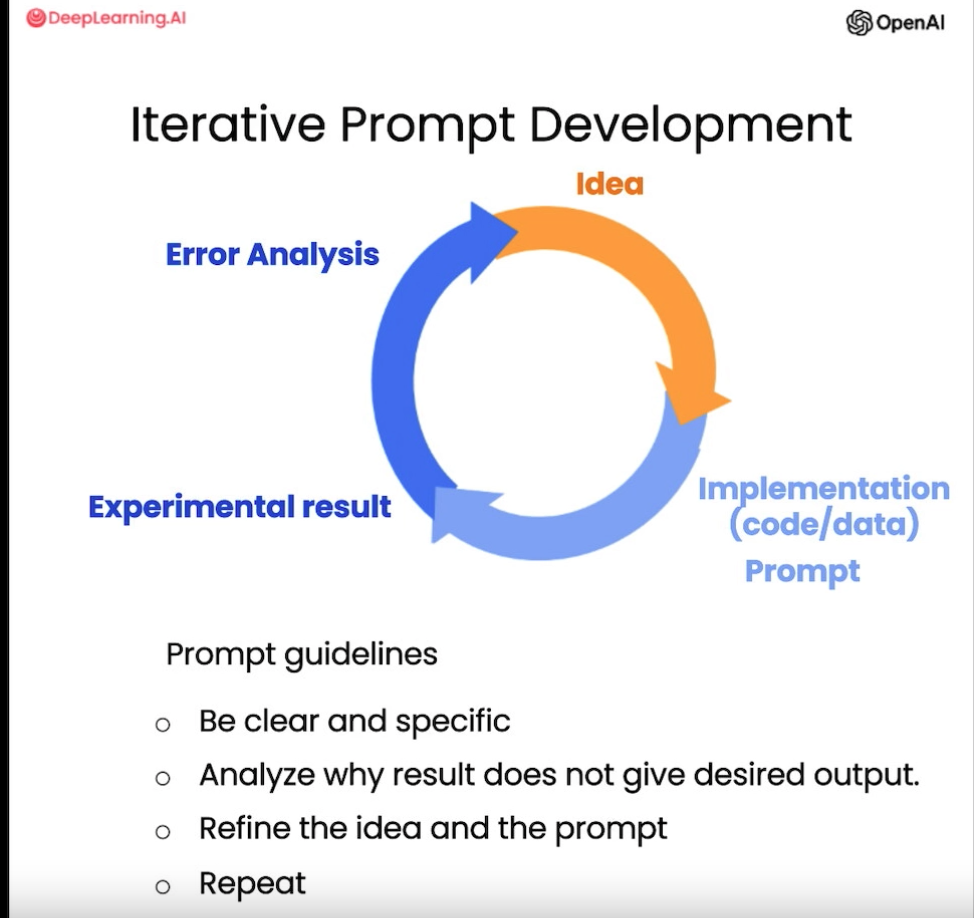 DeepLearning.AI
OpenAI
Iterative Prompt Development
Idea
Error Analysis
Experimental result
Implementation
(code/data)
Prompt
Prompt guidelines
Be clear and specific
Analyze why result does not give desired output.
Refine the idea and the prompt
Repeat